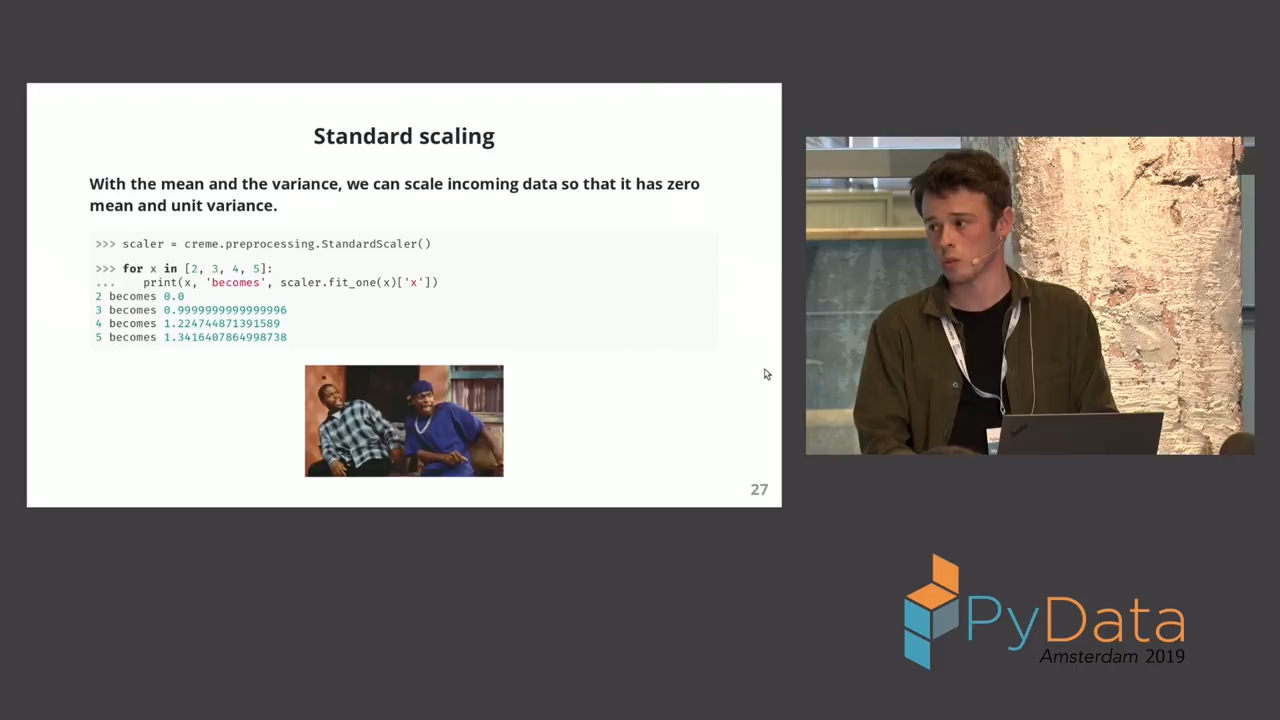 Standard scaling
With the mean and the variance, we can scale incoming data so that it has zero
mean and unit variance.
>>> scaler = creme.preprocessing.StandardScaler()
>>> for x in [2, 3, 4, 5]:
...    print(x, 'becomes', scaler.fit_one(x)['x'])
2 becomes 0.0
3 becomes 0.9999999999999996
4 becomes 1.224744871391589
5 becomes 1.3416407864998738
27
PyData
Amsterdam 2019